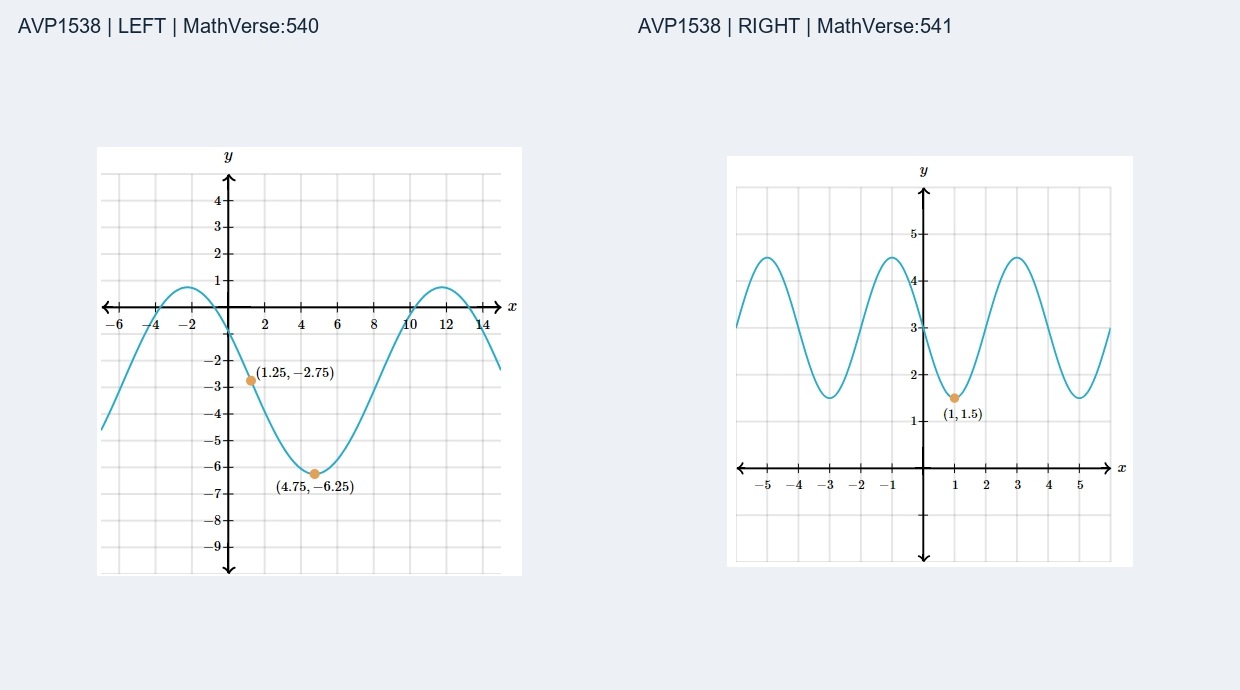 AVP1538 | LEFT | MathVerse:540
y
4
3
2
1
x
−6 −4 −2 2 4 6 8 10 12 14
−2
(1.25, −2.75)
−3
−4
−5
−6
(4.75, −6.25)
−7
−8
−9
AVP1538 | RIGHT | MathVerse:541
y
5
4
3
2
(1, 1.5)
1
x
−5 −4 −3 −2 −1 1 2 3 4 5